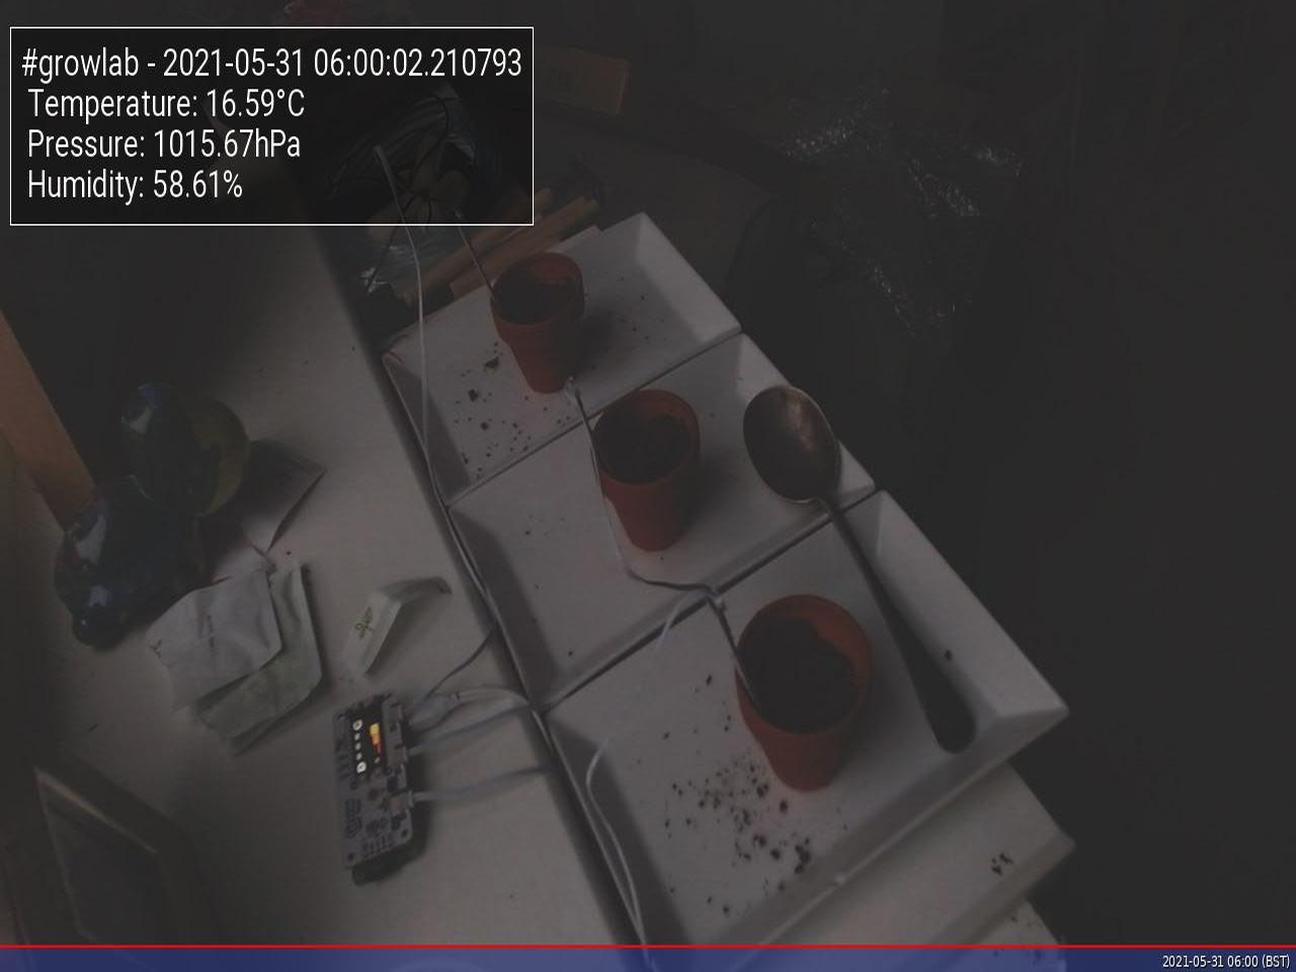 #growlab - 2021-05-31 06:00:02.210793
Temperature: 16.59°C
Pressure: 1015.67hPa
Humidity: 58.61%
2021-05-31 06:00 (BST)